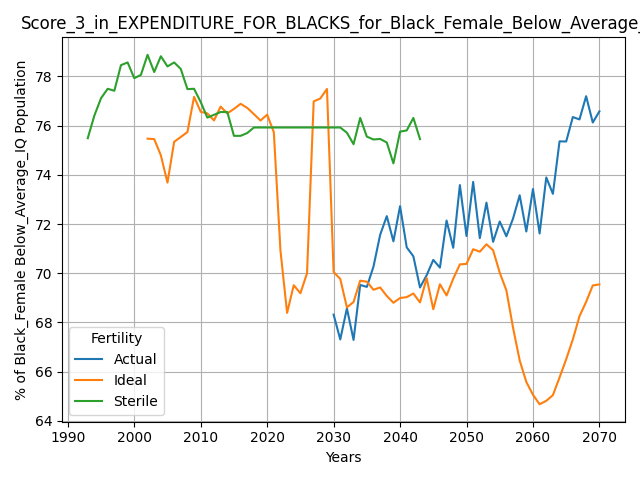 Score_3_in_EXPENDITURE_FOR_BLACKS_for_Black_Female_Below_Average_
% of Black_Female Below_Average_IQ Population
78
76
74
72
70
68
66
64
Fertility
Actual
Ideal
Sterile
1990 2000 2010 2020 2030 2040 2050 2060 2070
Years